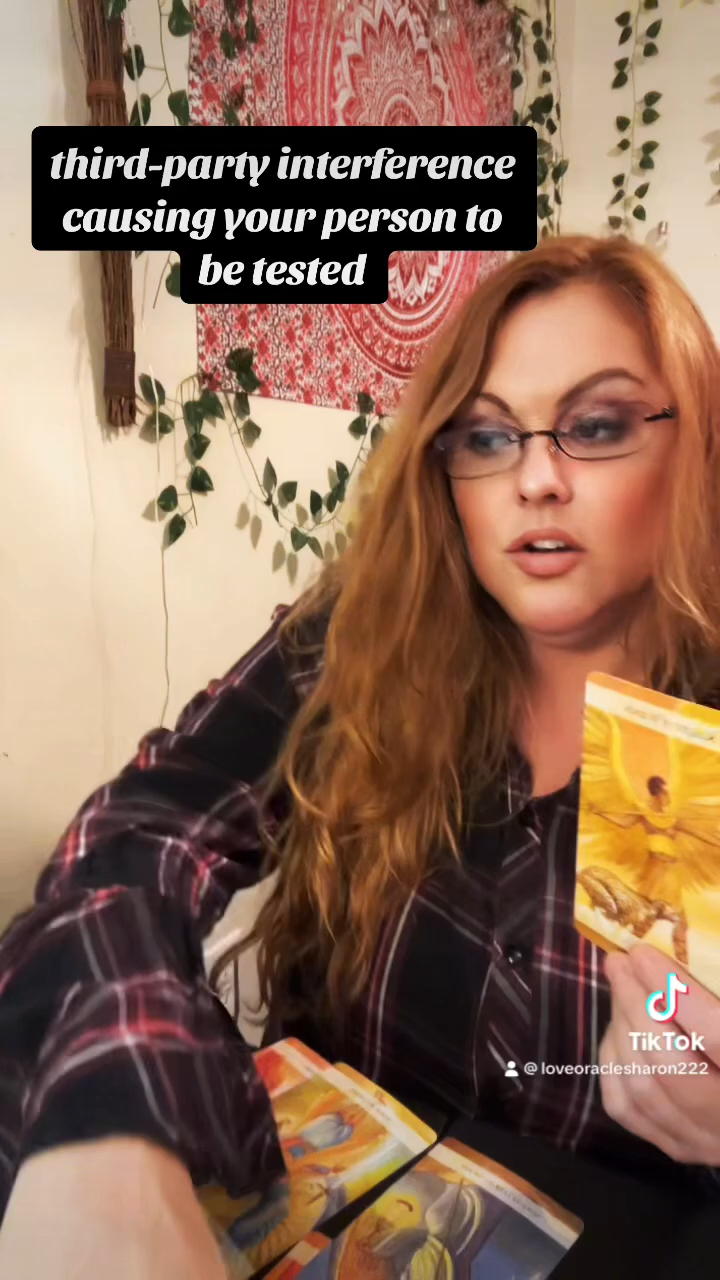 third-party interference
causing your person to
be tested
TikTok
@loveoraclesharon222